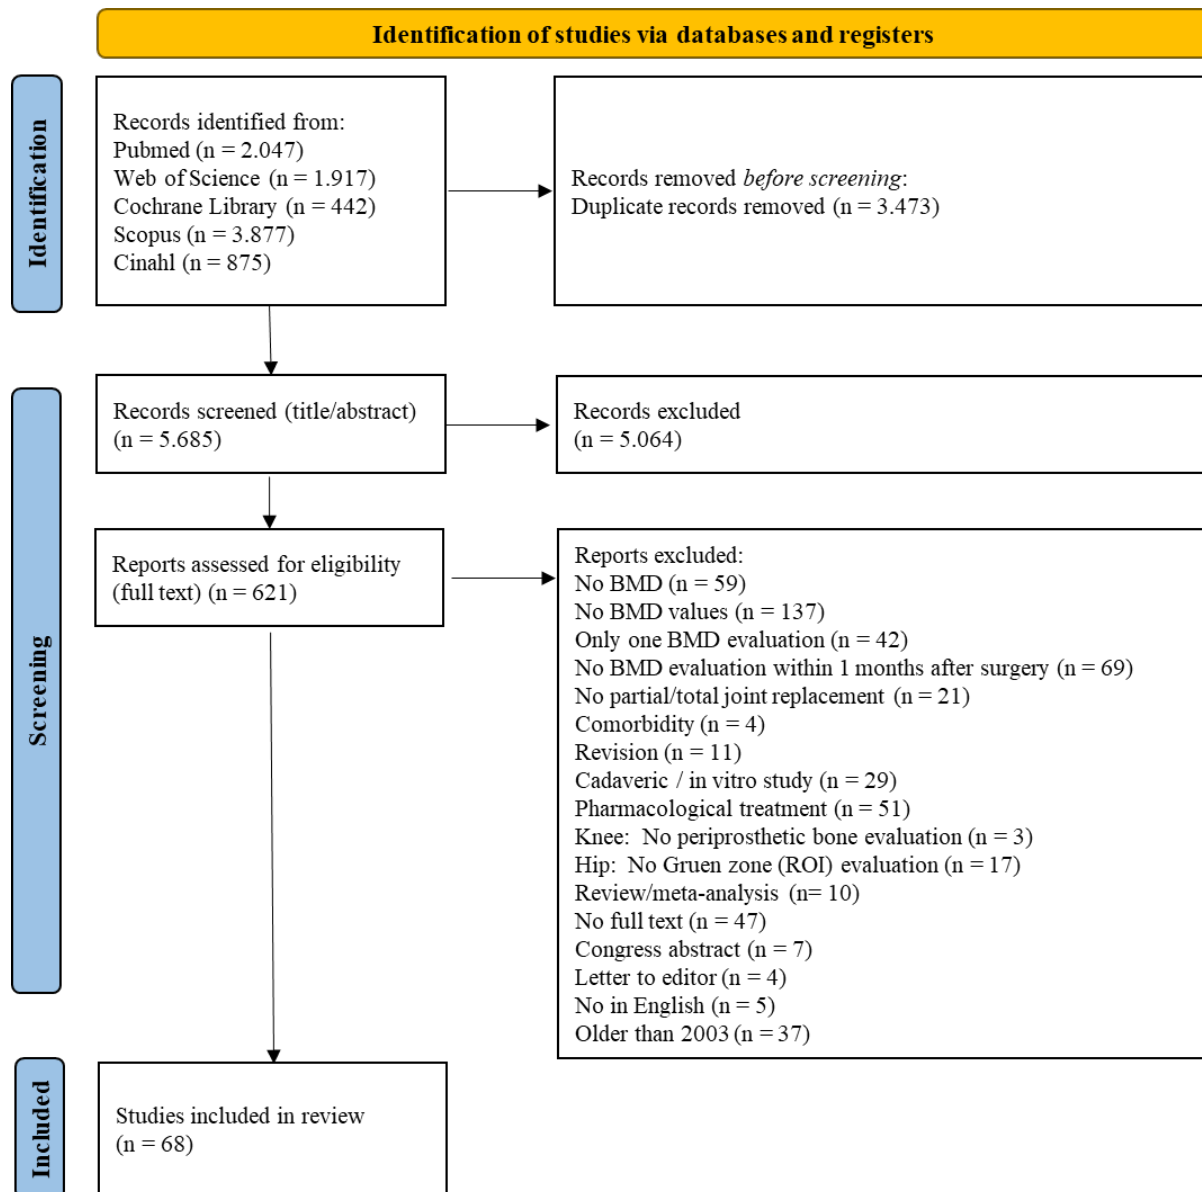 Identification of studies via databases and registers
Identification
Records identified from:
Pubmed (n = 2.047)
Web of Science (n = 1.917)
Cochrane Library (n = 442)
Scopus (n = 3.877)
Cinahl (n = 875)
Records removed before screening:
Duplicate records removed (n = 3.473)
Screening
Records screened (title/abstract)
(n = 5.685)
Records excluded
(n = 5.064)
Reports assessed for eligibility
(full text) (n = 621)
Reports excluded:
No BMD (n = 59)
No BMD values (n = 137)
Only one BMD evaluation (n = 42)
No BMD evaluation within 1 months after surgery (n = 69)
No partial/total joint replacement (n = 21)
Comorbidity (n = 4)
Revision (n = 11)
Cadaveric / in vitro study (n = 29)
Pharmacological treatment (n = 51)
Knee: No periprosthetic bone evaluation (n = 3)
Hip: No Gruen zone (ROI) evaluation (n = 17)
Review/meta-analysis (n= 10)
No full text (n = 47)
Congress abstract (n = 7)
Letter to editor (n = 4)
No in English (n = 5)
Older than 2003 (n = 37)
Included
Studies included in review
(n = 68)